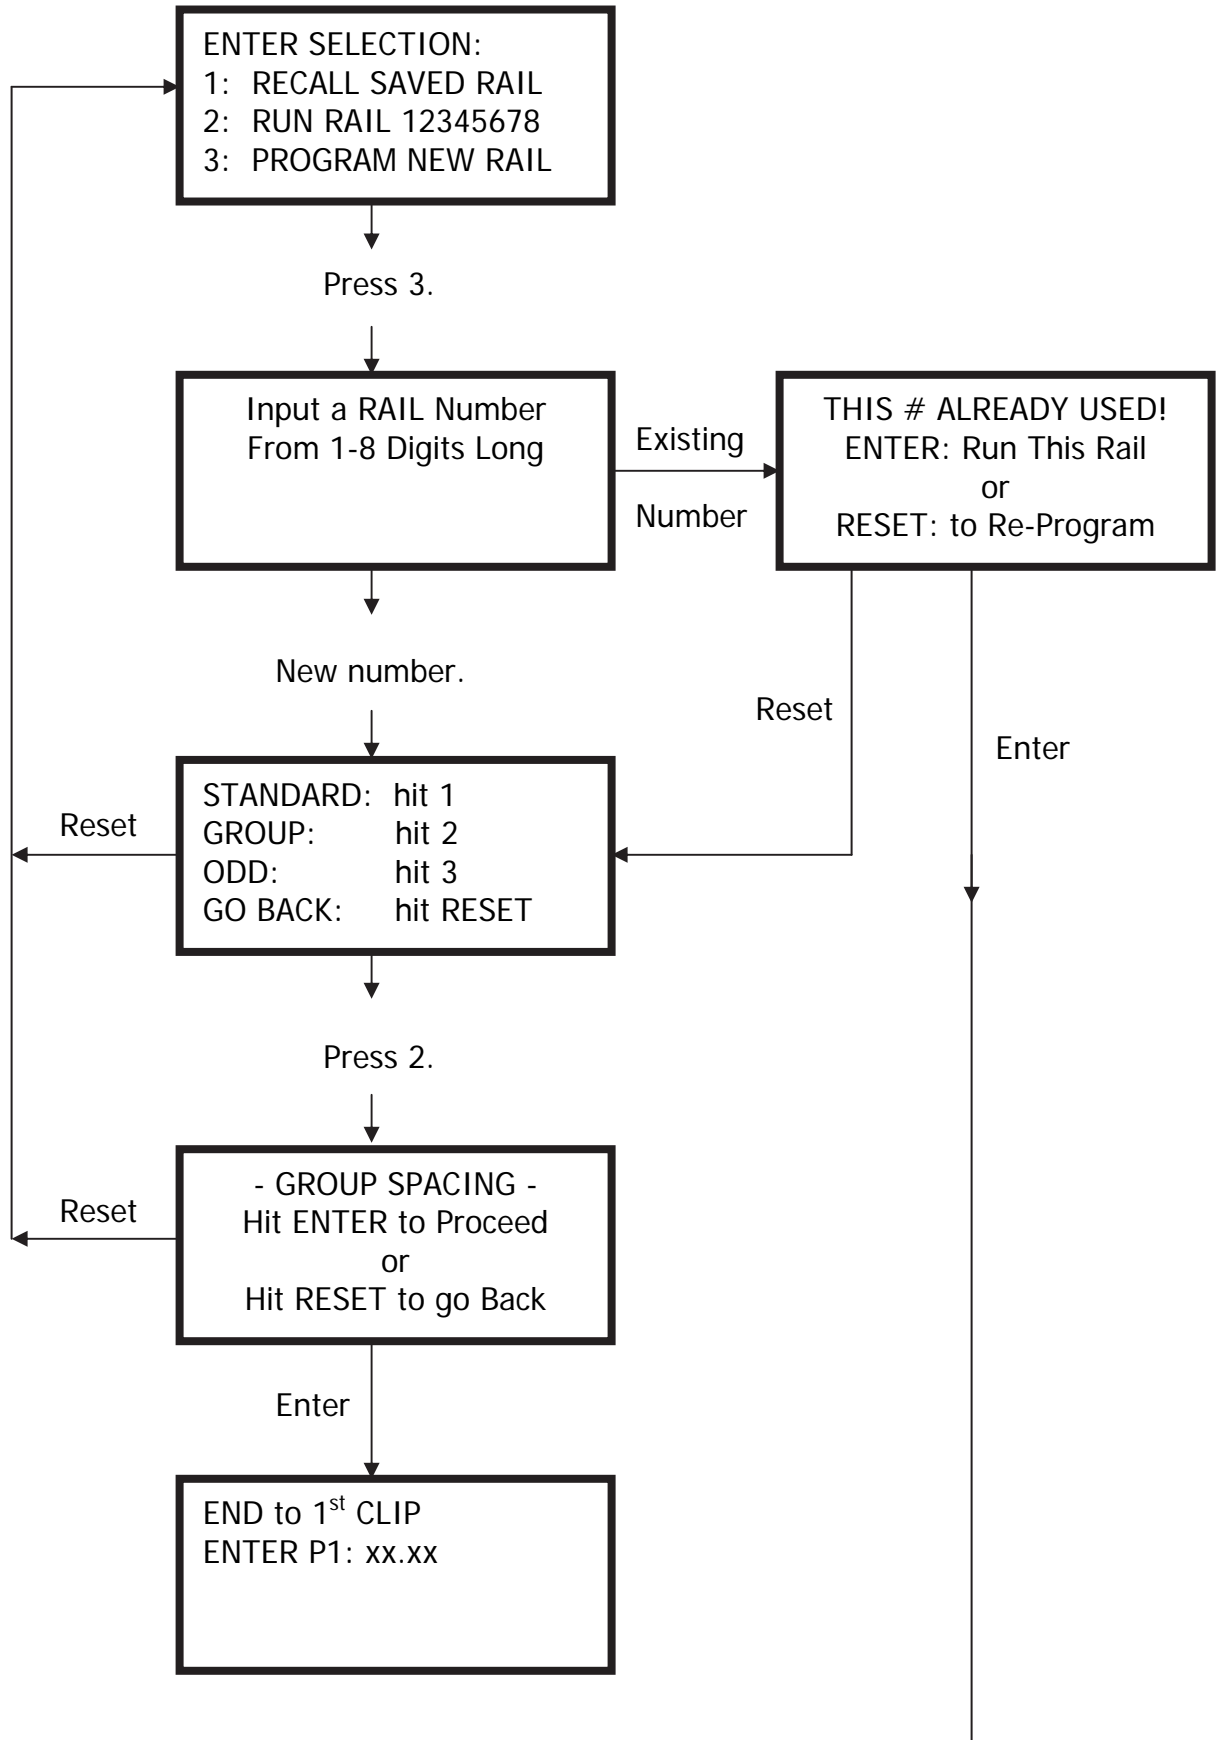 ENTER SELECTION:
1: RECALL SAVED RAIL
2: RUN RAIL 12345678
3: PROGRAM NEW RAIL
Press 3.
Input a RAIL Number
From 1-8 Digits Long
Existing
Number
THIS # ALREADY USED!
ENTER: Run This Rail
or
RESET: to Re-Program
New number.
Reset
Enter
STANDARD: hit 1
GROUP: hit 2
ODD: hit 3
GO BACK: hit RESET
Reset
Press 2.
- GROUP SPACING -
Hit ENTER to Proceed
or
Hit RESET to go Back
Reset
Enter
END to 1st CLIP
ENTER P1: xx.xx